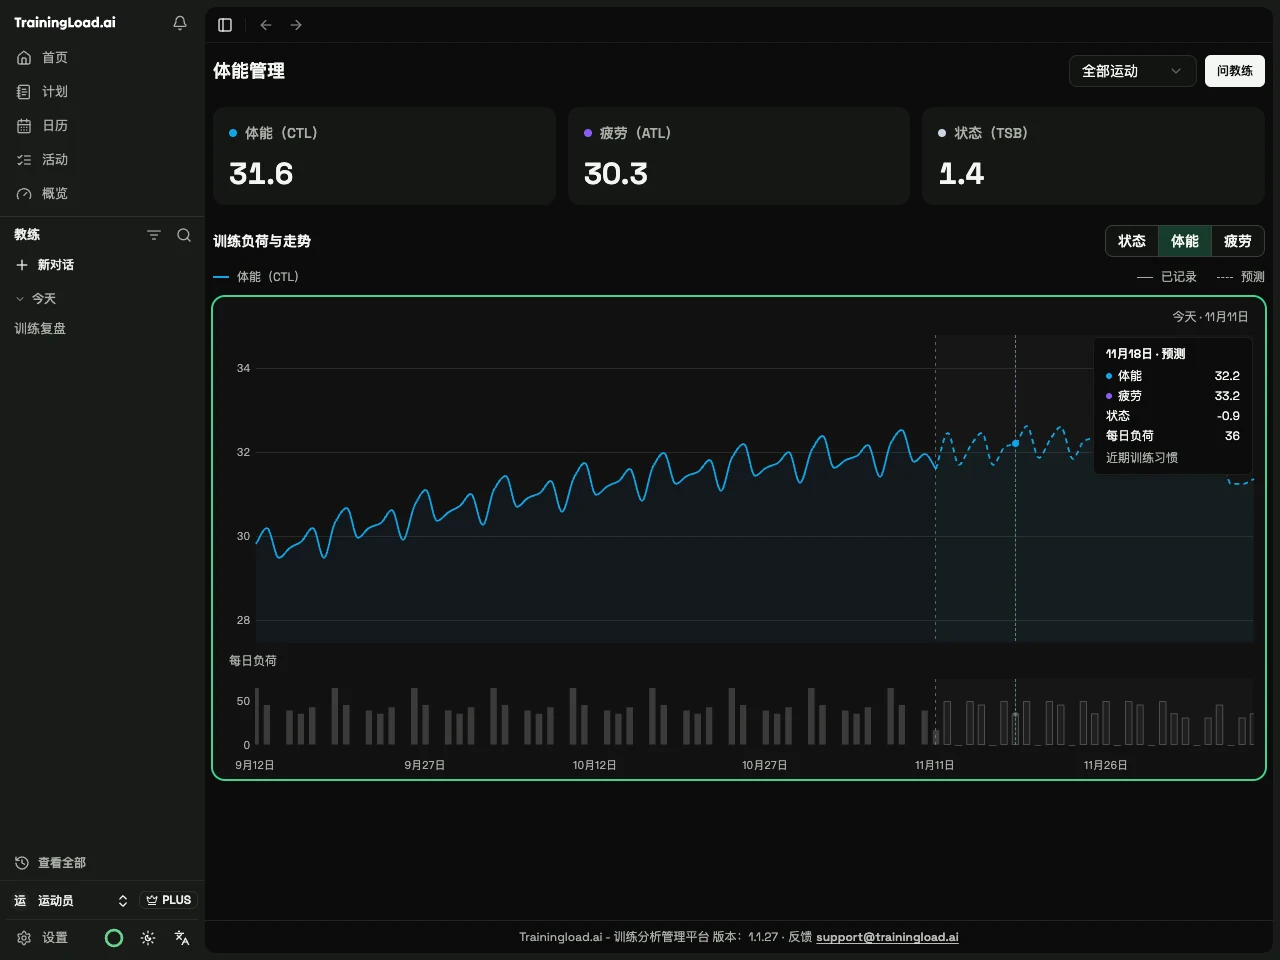 TrainingLoad.ai
首页
计划
日历
活动
概览
教练
新对话
今天
训练复盘
查看全部
运 运动员 PLUS
设置
体能管理
全部运动
问教练
体能（CTL）
31.6
疲劳（ATL）
30.3
状态（TSB）
1.4
训练负荷与走势
状态 体能 疲劳
体能（CTL）
已记录 预测
今天 · 11月11日
11月18日 · 预测
体能 32.2
疲劳 33.2
状态 -0.9
每日负荷 36
近期训练习惯
34
32
30
28
每日负荷
50
0
9月12日 9月27日 10月12日 10月27日 11月11日 11月26日
Trainingload.ai - 训练分析管理平台 版本：1.1.27 · 反馈 support@trainingload.ai